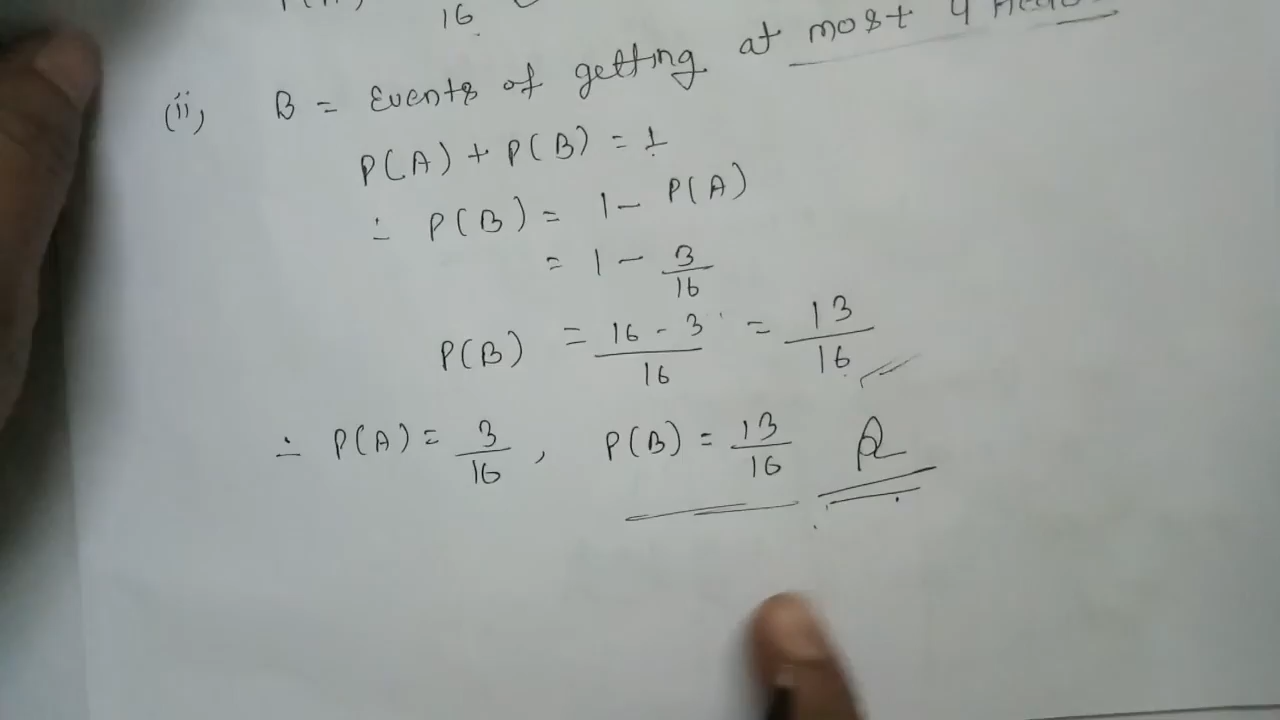 16
(ii) B = Events of getting at most 4
P(A) + P(B) = 1
∴ P(B) = 1 - P(A)
= 1 - 3/16
P(B) = 16 - 3/16 = 13/16
∴ P(A) = 3/16, P(B) = 13/16